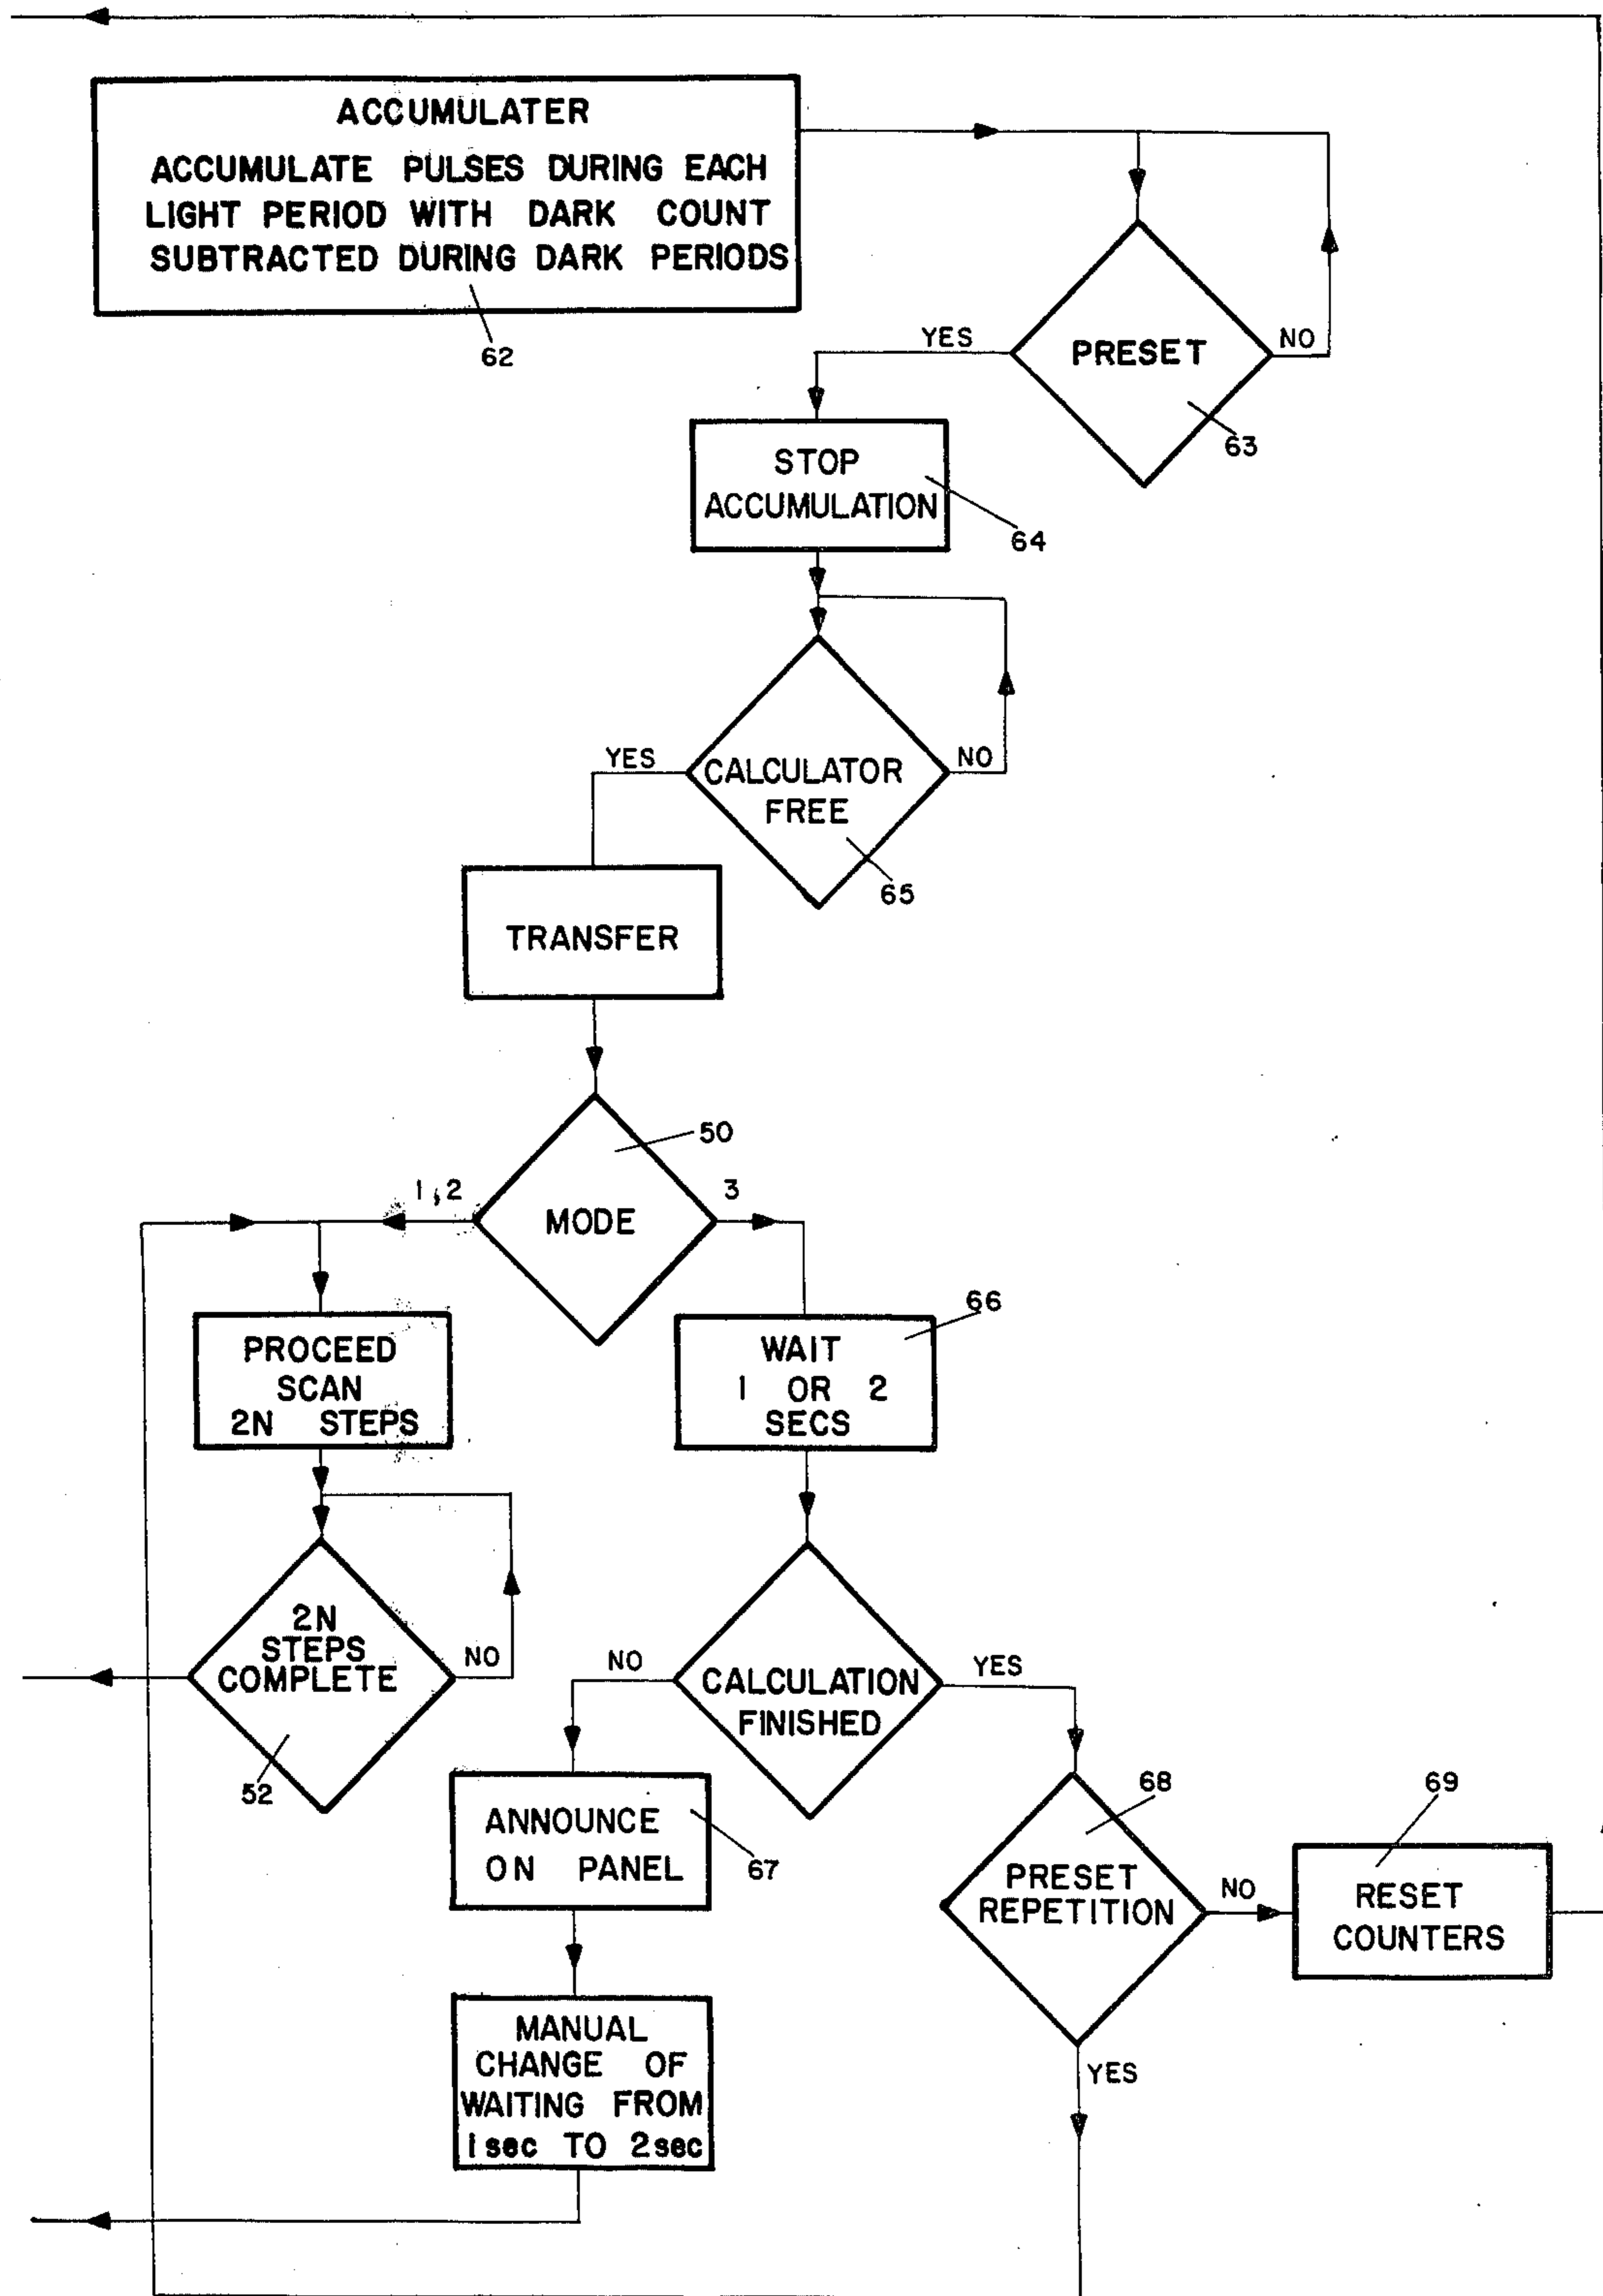 ACCUMULATER
ACCUMULATE PULSES DURING EACH
LIGHT PERIOD WITH DARK COUNT
SUBTRACTED DURING DARK PERIODS
62
YES
PRESET
NO
63
STOP
ACCUMULATION
64
YES
CALCULATOR
FREE
NO
65
TRANSFER
50
1,2
MODE
3
PROCEED
SCAN
2N STEPS
66
WAIT
1 OR 2
SECS
2N
STEPS
COMPLETE
NO
52
NO
CALCULATION
FINISHED
YES
ANNOUNCE
ON PANEL
67
68
PRESET
REPETITION
NO
YES
69
RESET
COUNTERS
MANUAL
CHANGE OF
WAITING FROM
1sec TO 2sec